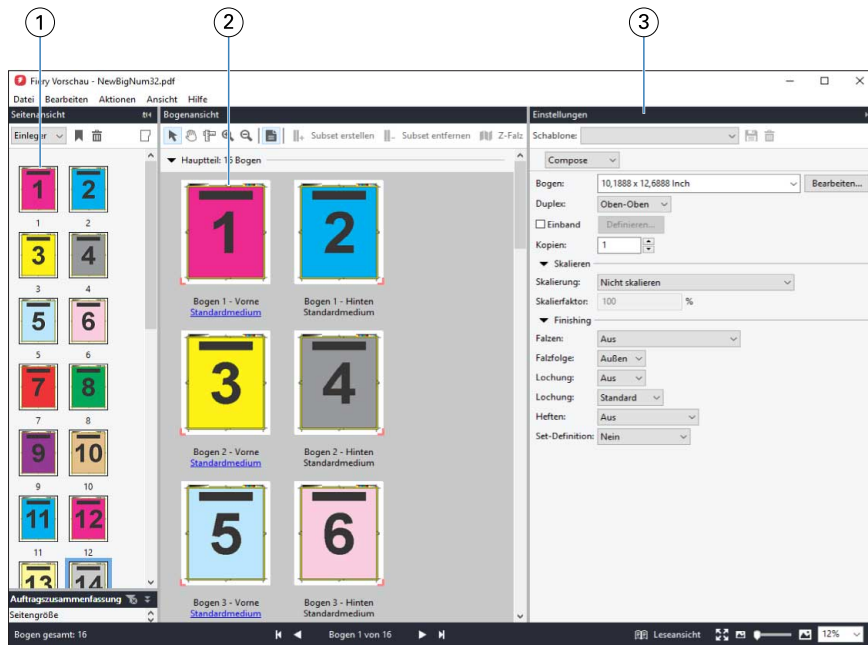 1 2 3
Fiery Vorschau - NewBigNum32.pdf
Datei Bearbeiten Aktionen Ansicht Hilfe
Seitenansicht Bogenansicht Einstellungen
Einleger Subset erstellen Subset entfernen Z-Falz Schablone:
Hauptteil: 16 Bogen
Compose
1 2
1 2
3 4
3 4
5 6
5 6
7 8
7 8
9 10
9 10
11 12
11 12
13 14
Auftragszusammenfassung
Seitengröße
1 2
Bogen 1 - Vorne Bogen 1 - Hinten
Standardmedium Standardmedium
3 4
Bogen 2 - Vorne Bogen 2 - Hinten
Standardmedium Standardmedium
5 6
Bogen 3 - Vorne Bogen 3 - Hinten
Standardmedium Standardmedium
Bogen: 10,1888 x 12,6888 Inch Bearbeiten...
Duplex: Oben-Oben
Einband Definieren...
Kopien: 1
Skalieren
Skalierung: Nicht skalieren
Skalierfaktor: 100 %
Finishing
Falzen: Aus
Falzfolge: Außen
Lochung: Aus
Lochung: Standard
Heften: Aus
Set-Definition: Nein
Bogen gesamt: 16 Bogen 1 von 16 Leseansicht 12%